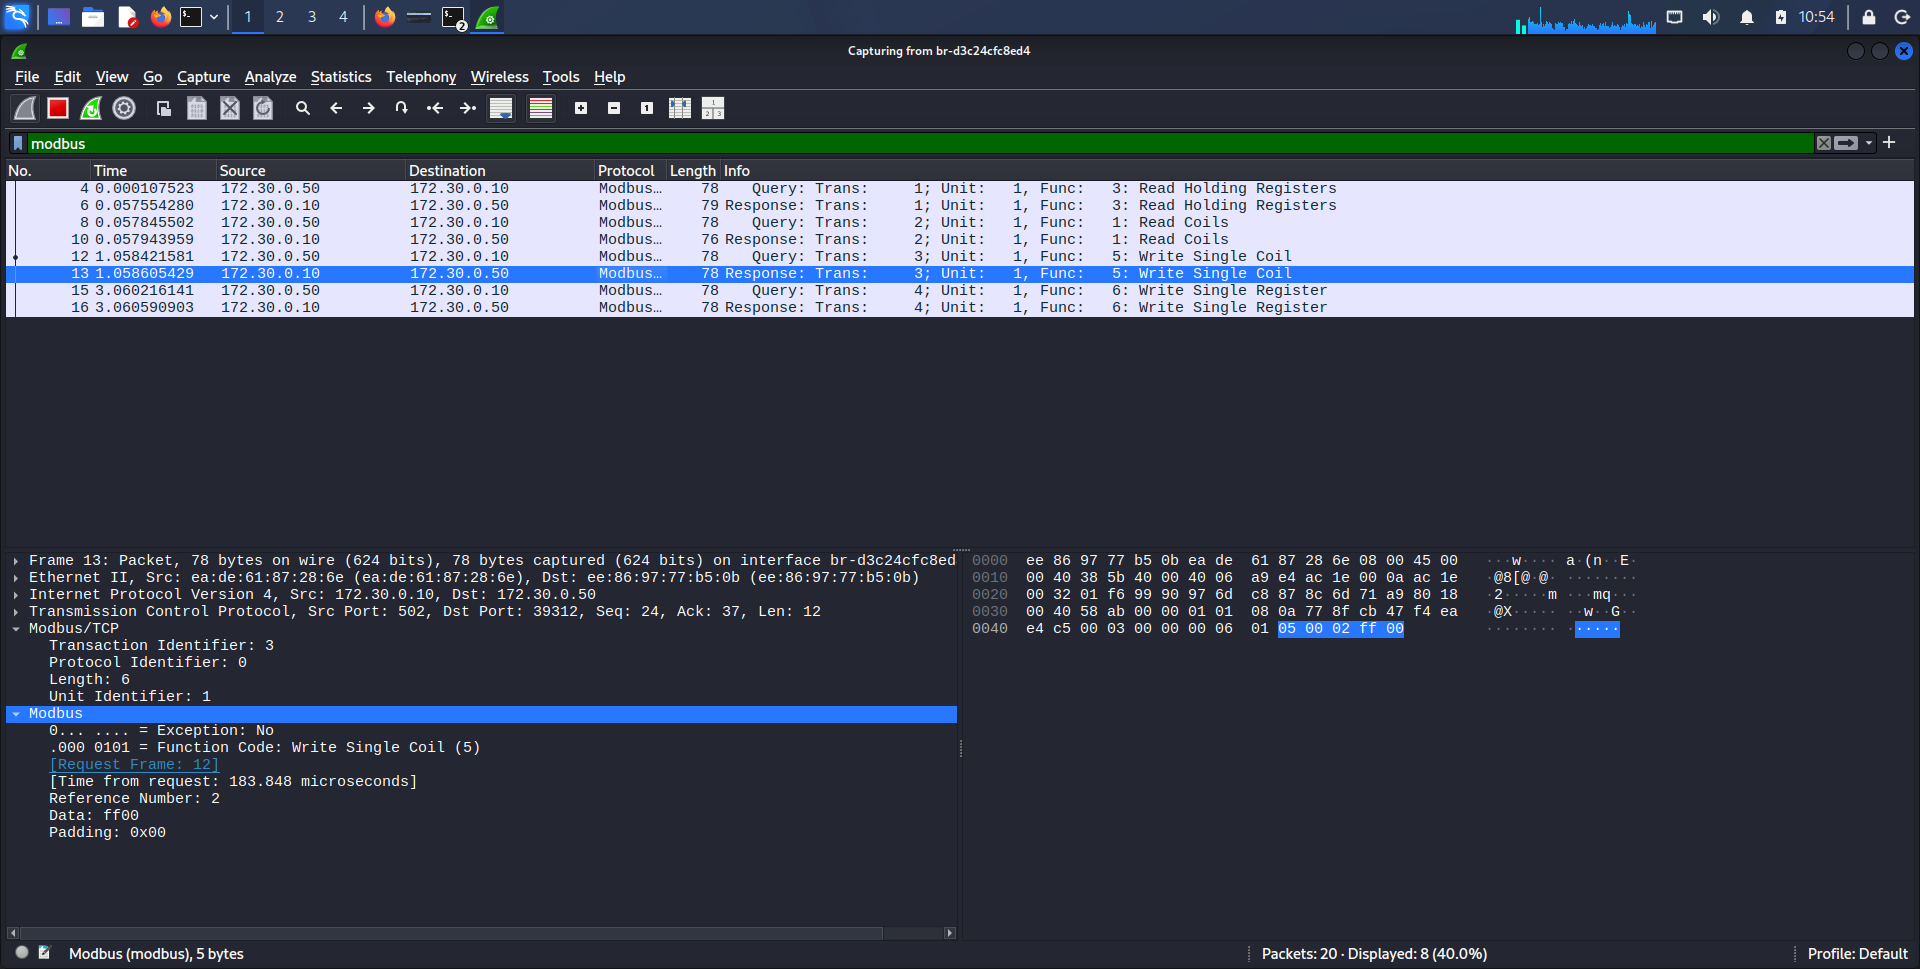 1 2 3 4 2 10:54
Capturing from br-d3c24cfc8ed4
File Edit View Go Capture Analyze Statistics Telephony Wireless Tools Help
modbus
No. Time Source Destination Protocol Length Info
4 0.000107523 172.30.0.50 172.30.0.10 Modbus… 78 Query: Trans: 1; Unit: 1, Func: 3: Read Holding Registers
6 0.057554280 172.30.0.10 172.30.0.50 Modbus… 79 Response: Trans: 1; Unit: 1, Func: 3: Read Holding Registers
8 0.057845502 172.30.0.50 172.30.0.10 Modbus… 78 Query: Trans: 2; Unit: 1, Func: 1: Read Coils
10 0.057943959 172.30.0.10 172.30.0.50 Modbus… 76 Response: Trans: 2; Unit: 1, Func: 1: Read Coils
12 1.058421581 172.30.0.50 172.30.0.10 Modbus… 78 Query: Trans: 3; Unit: 1, Func: 5: Write Single Coil
13 1.058605429 172.30.0.10 172.30.0.50 Modbus… 78 Response: Trans: 3; Unit: 1, Func: 5: Write Single Coil
15 3.060216141 172.30.0.50 172.30.0.10 Modbus… 78 Query: Trans: 4; Unit: 1, Func: 6: Write Single Register
16 3.060590903 172.30.0.10 172.30.0.50 Modbus… 78 Response: Trans: 4; Unit: 1, Func: 6: Write Single Register
Frame 13: Packet, 78 bytes on wire (624 bits), 78 bytes captured (624 bits) on interface br-d3c24cfc8ed
Ethernet II, Src: ea:de:61:87:28:6e (ea:de:61:87:28:6e), Dst: ee:86:97:77:b5:0b (ee:86:97:77:b5:0b)
Internet Protocol Version 4, Src: 172.30.0.10, Dst: 172.30.0.50
Transmission Control Protocol, Src Port: 502, Dst Port: 39312, Seq: 24, Ack: 37, Len: 12
Modbus/TCP
Transaction Identifier: 3
Protocol Identifier: 0
Length: 6
Unit Identifier: 1
Modbus
0... .... = Exception: No
.000 0101 = Function Code: Write Single Coil (5)
[Request Frame: 12]
[Time from request: 183.848 microseconds]
Reference Number: 2
Data: ff00
Padding: 0x00
0000 ee 86 97 77 b5 0b ea de 61 87 28 6e 08 00 45 00 ···w···· a·(n··E·
0010 00 40 38 5b 40 00 40 06 a9 e4 ac 1e 00 0a ac 1e ·@8[@·@· ········
0020 00 32 01 f6 99 90 97 6d c8 87 8c 6d 71 a9 80 18 ·2·····m ···mq···
0030 00 40 58 ab 00 00 01 01 08 0a 77 8f cb 47 f4 ea ·@X····· ··w··G··
0040 e4 c5 00 03 00 00 00 06 01 05 00 02 ff 00 ········ ······
Modbus (modbus), 5 bytes
Packets: 20 · Displayed: 8 (40.0%)
Profile: Default